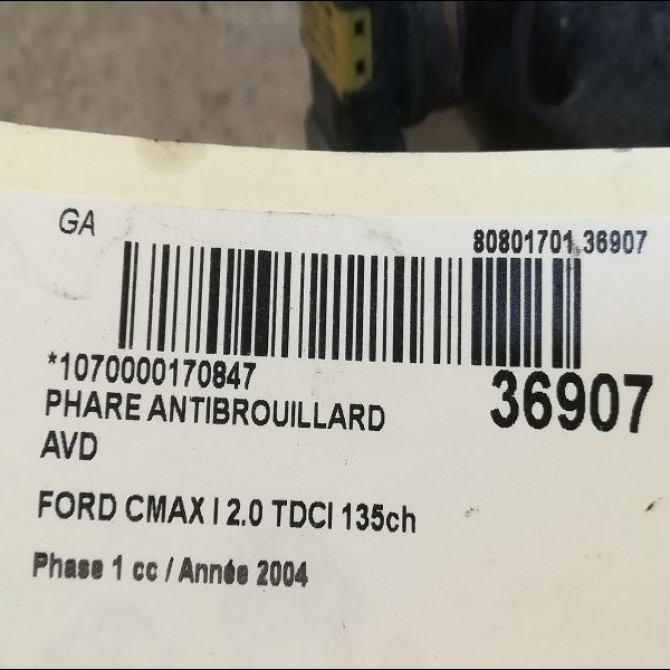 GA
80801701.36907
*1070000170847
36907
PHARE ANTIBROUILLARD
AVD
FORD CMAX I 2.0 TDCI 135ch
Phase 1 cc / Année 2004